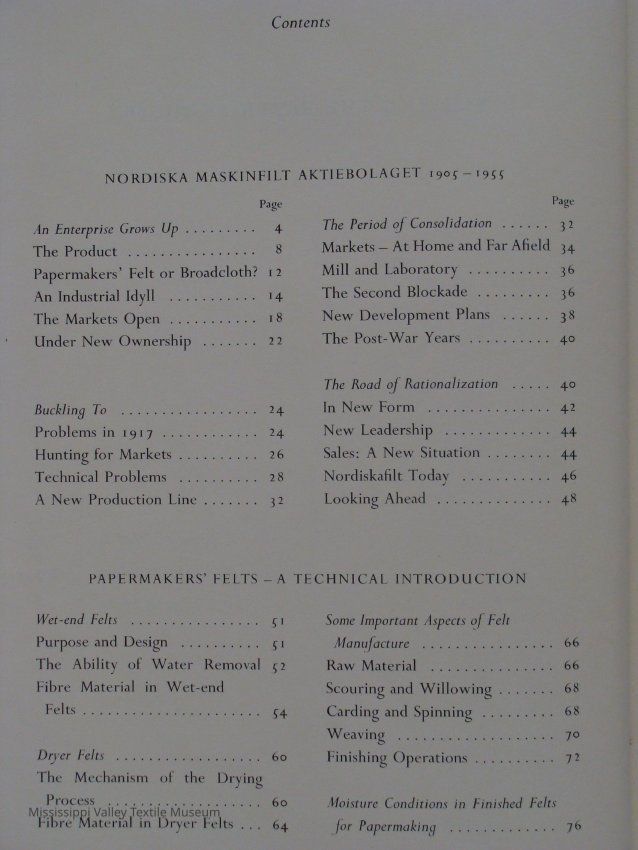 Contents
NORDISKA MASKINFILT AKTIEBOLAGET 1905–1955
Page
An Enterprise Grows Up . . . . . . . . . 4
The Product . . . . . . . . . . . . . . . . 8
Papermakers' Felt or Broadcloth? 12
An Industrial Idyll . . . . . . . . . . . 14
The Markets Open . . . . . . . . . . . 18
Under New Ownership . . . . . . . 22
Buckling To . . . . . . . . . . . . . . . . . 24
Problems in 1917 . . . . . . . . . . . . 24
Hunting for Markets . . . . . . . . . . 26
Technical Problems . . . . . . . . . . 28
A New Production Line . . . . . . . 32
Page
The Period of Consolidation . . . . . . 32
Markets – At Home and Far Afield 34
Mill and Laboratory . . . . . . . . . . 36
The Second Blockade . . . . . . . . . 36
New Development Plans . . . . . . 38
The Post-War Years . . . . . . . . . . 40
The Road of Rationalization . . . . . 40
In New Form . . . . . . . . . . . . . . . 42
New Leadership . . . . . . . . . . . . . 44
Sales: A New Situation . . . . . . . . 44
Nordiskafilt Today . . . . . . . . . . . 46
Looking Ahead . . . . . . . . . . . . . . 48
PAPERMAKERS' FELTS – A TECHNICAL INTRODUCTION
Wet-end Felts . . . . . . . . . . . . . . . . 51
Purpose and Design . . . . . . . . . . 51
The Ability of Water Removal 52
Fibre Material in Wet-end
Felts . . . . . . . . . . . . . . . . . . . . . . 54
Dryer Felts . . . . . . . . . . . . . . . . . . 60
The Mechanism of the Drying
Process . . . . . . . . . . . . . . . . . . . 60
Fibre Material in Dryer Felts . . . 64
Some Important Aspects of Felt
Manufacture . . . . . . . . . . . . . . . . 66
Raw Material . . . . . . . . . . . . . . . 66
Scouring and Willowing . . . . . . . 68
Carding and Spinning . . . . . . . . . 68
Weaving . . . . . . . . . . . . . . . . . . . 70
Finishing Operations . . . . . . . . . . 72
Moisture Conditions in Finished Felts
for Papermaking . . . . . . . . . . . . . 76
Mississippi Valley Textile Museum